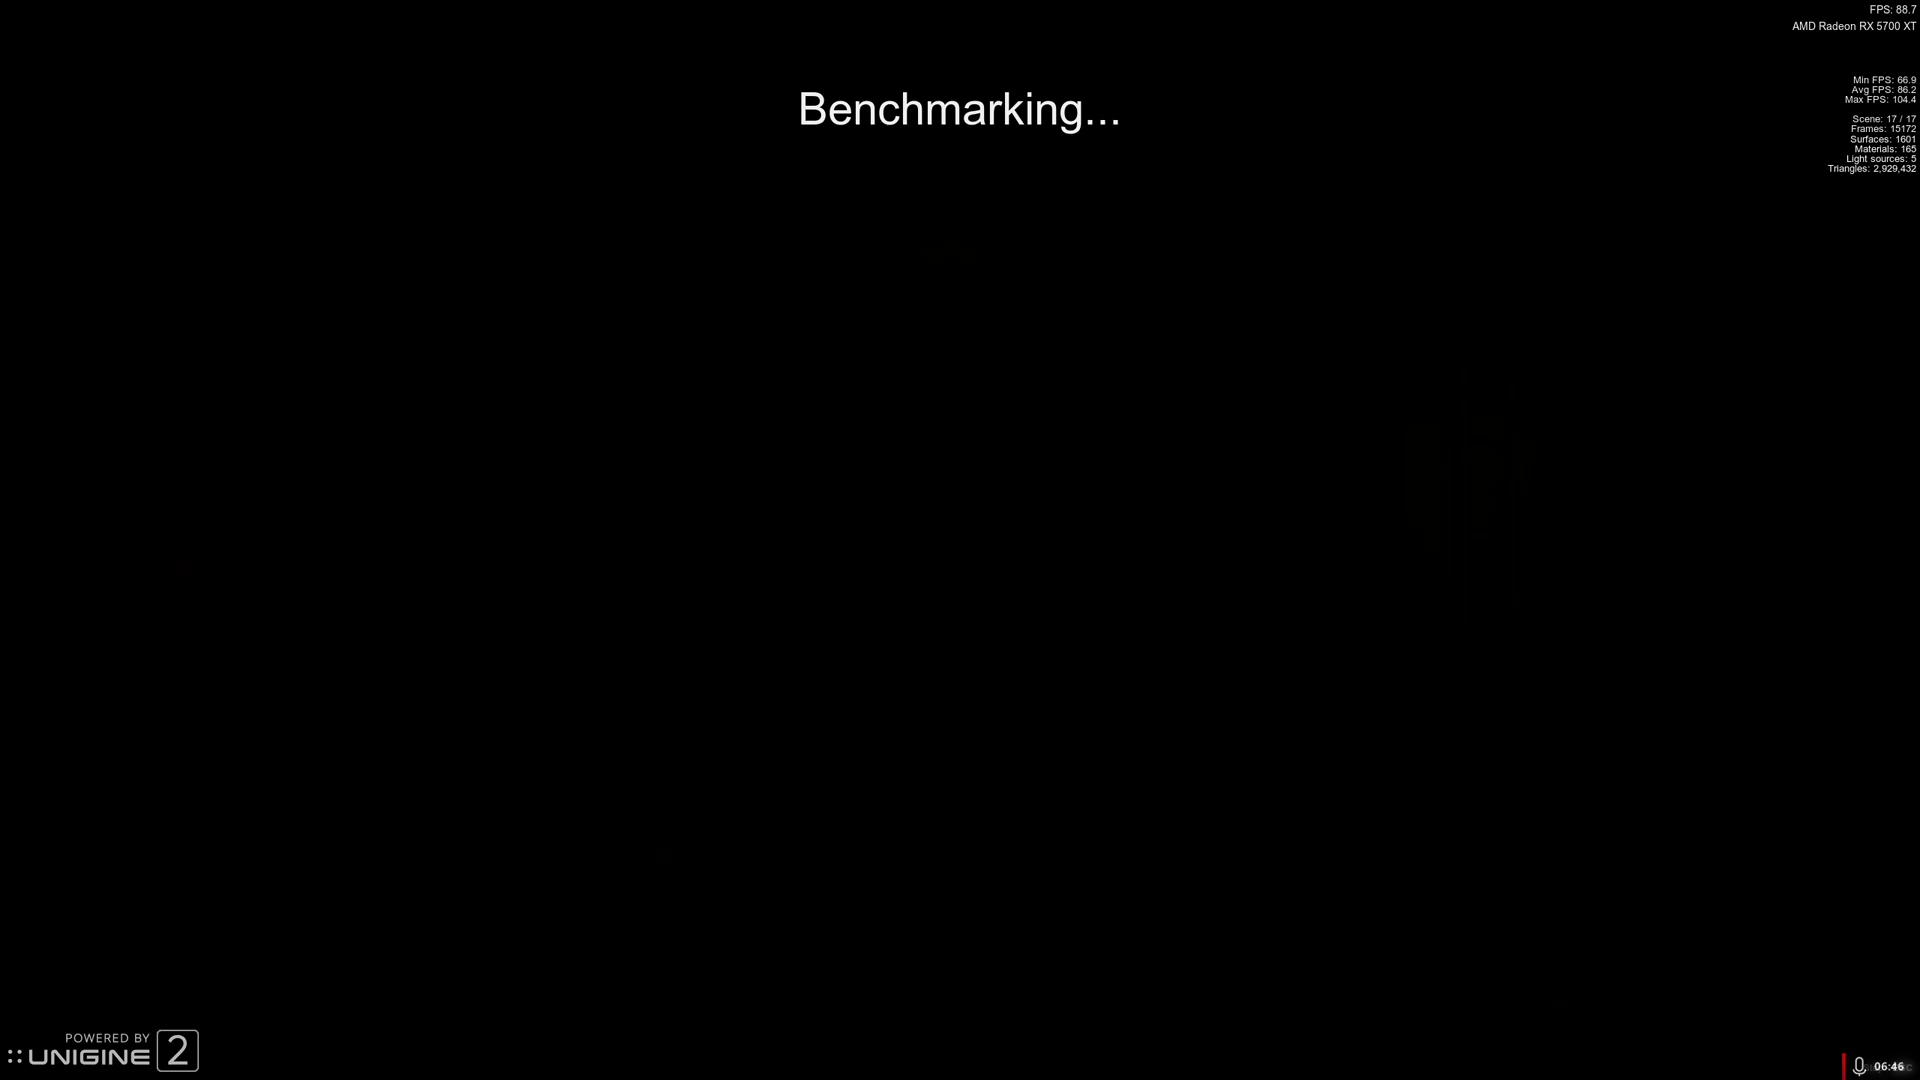 FPS: 88.7
AMD Radeon RX 5700 XT
Benchmarking...
Min FPS: 66.9
Avg FPS: 86.2
Max FPS: 104.4
Scene: 17 / 17
Frames: 15172
Surfaces: 1601
Materials: 165
Light sources: 5
Triangles: 2,929,432
POWERED BY
UNIGINE 2
06:46